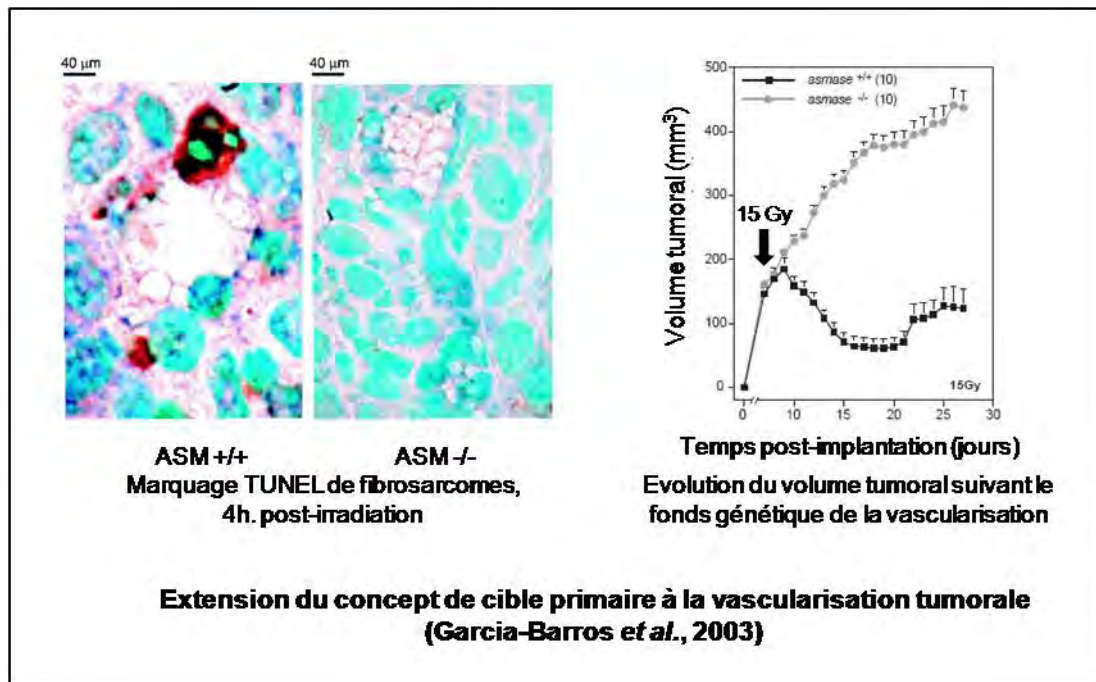 40 µm
40 µm
ASM +/+
ASM -/-
Marquage TUNEL de fibrosarcomes,
4h. post-irradiation
500
400
300
200
100
0
Volume tumoral (mm³)
asmase +/+ (10)
asmase -/- (10)
15 Gy
15Gy
0
10
15
20
25
30
Temps post-implantation (jours)
Evolution du volume tumoral suivant le
fonds génétique de la vascularisation
Extension du concept de cible primaire à la vascularisation tumorale
(Garcia-Barros et al., 2003)